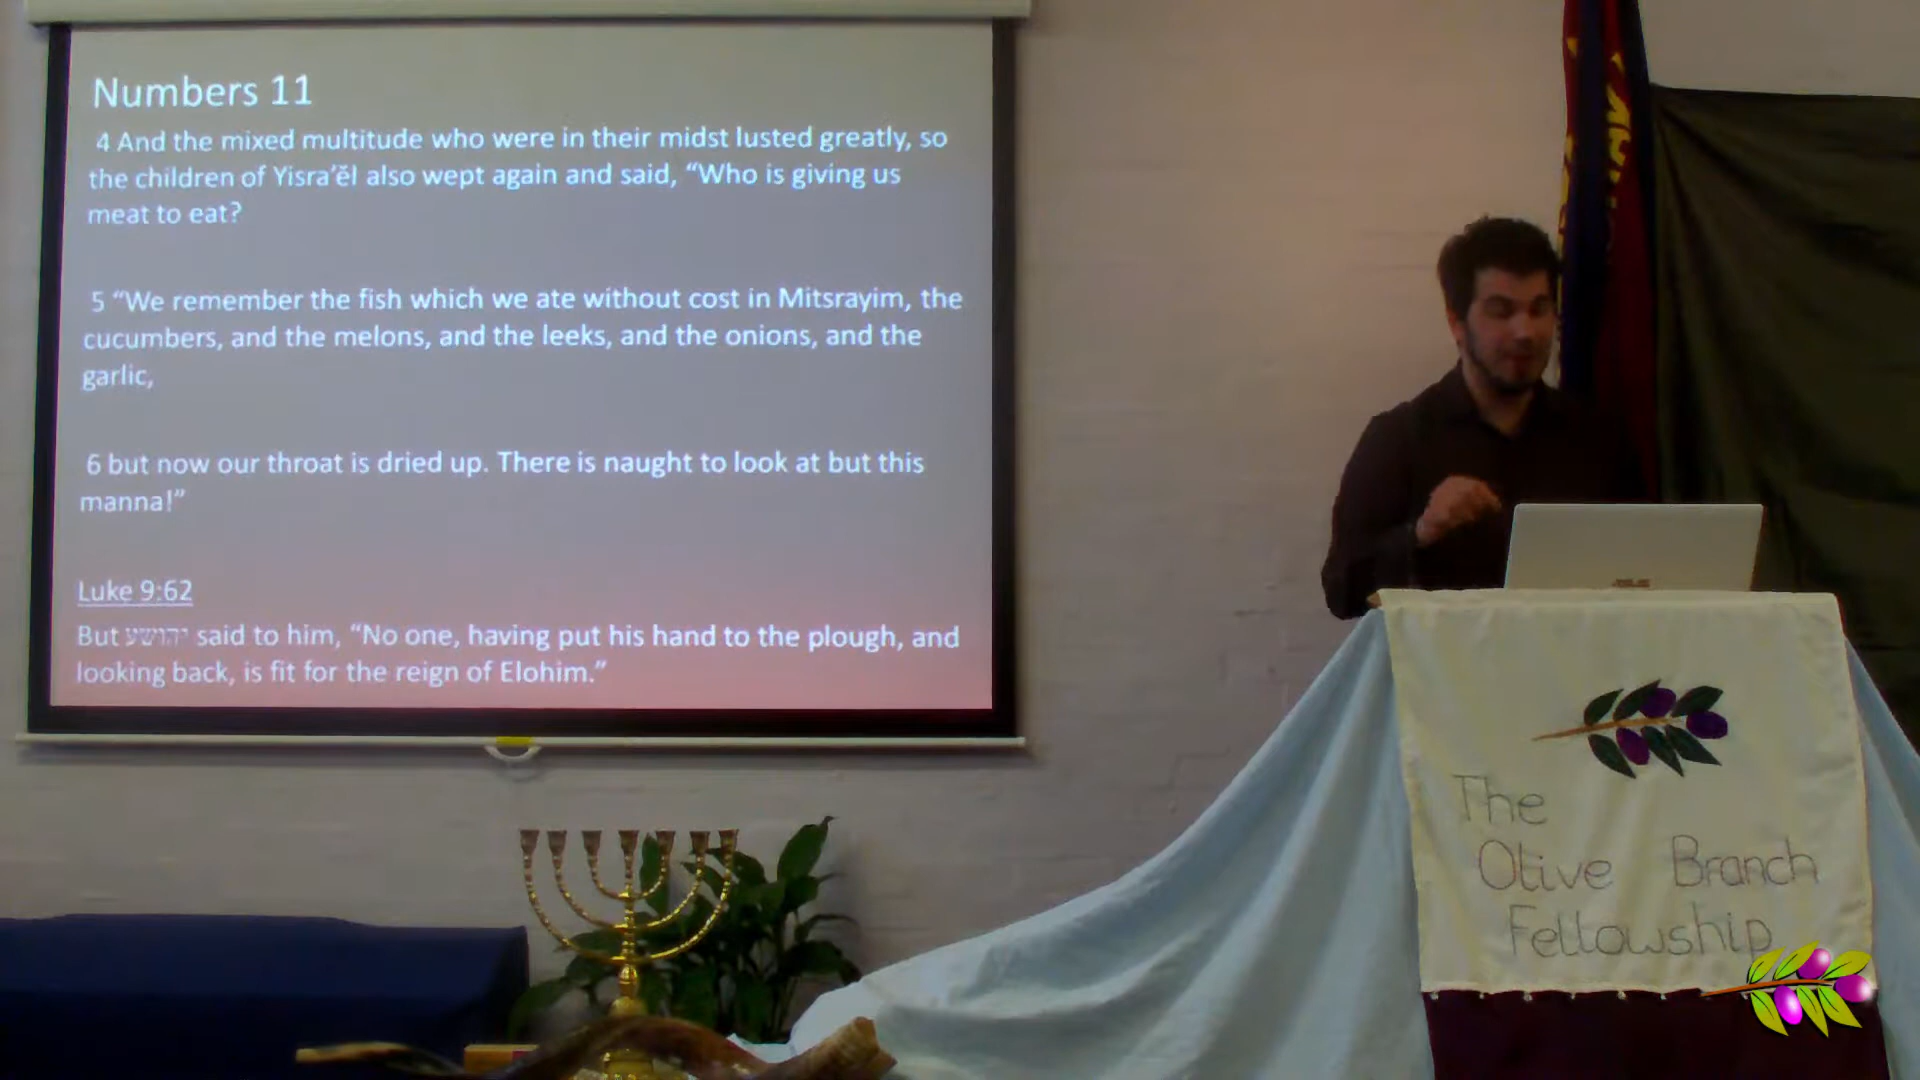 Numbers 11
4 And the mixed multitude who were in their midst lusted greatly, so
the children of Yisra’ĕl also wept again and said, “Who is giving us
meat to eat?
5 “We remember the fish which we ate without cost in Mitsrayim, the
cucumbers, and the melons, and the leeks, and the onions, and the
garlic,
6 but now our throat is dried up. There is naught to look at but this
manna!”
Luke 9:62
But יהושע said to him, “No one, having put his hand to the plough, and
looking back, is fit for the reign of Elohim.”
The
Olive Branch
Fellowship